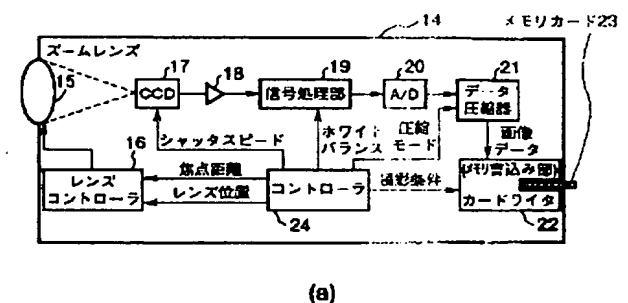 14
メモリカード23
ズームレンズ
15
17
CCD
18
19
信号処理部
20
A/D
21
データ
圧縮器
シャッタスピード
ホワイト
バランス
圧縮
モード
画像
データ
16
レンズ
コントローラ
焦点距離
レンズ位置
コントローラ
24
撮影条件
(メモリ書込み部)
カードライタ
22
(a)